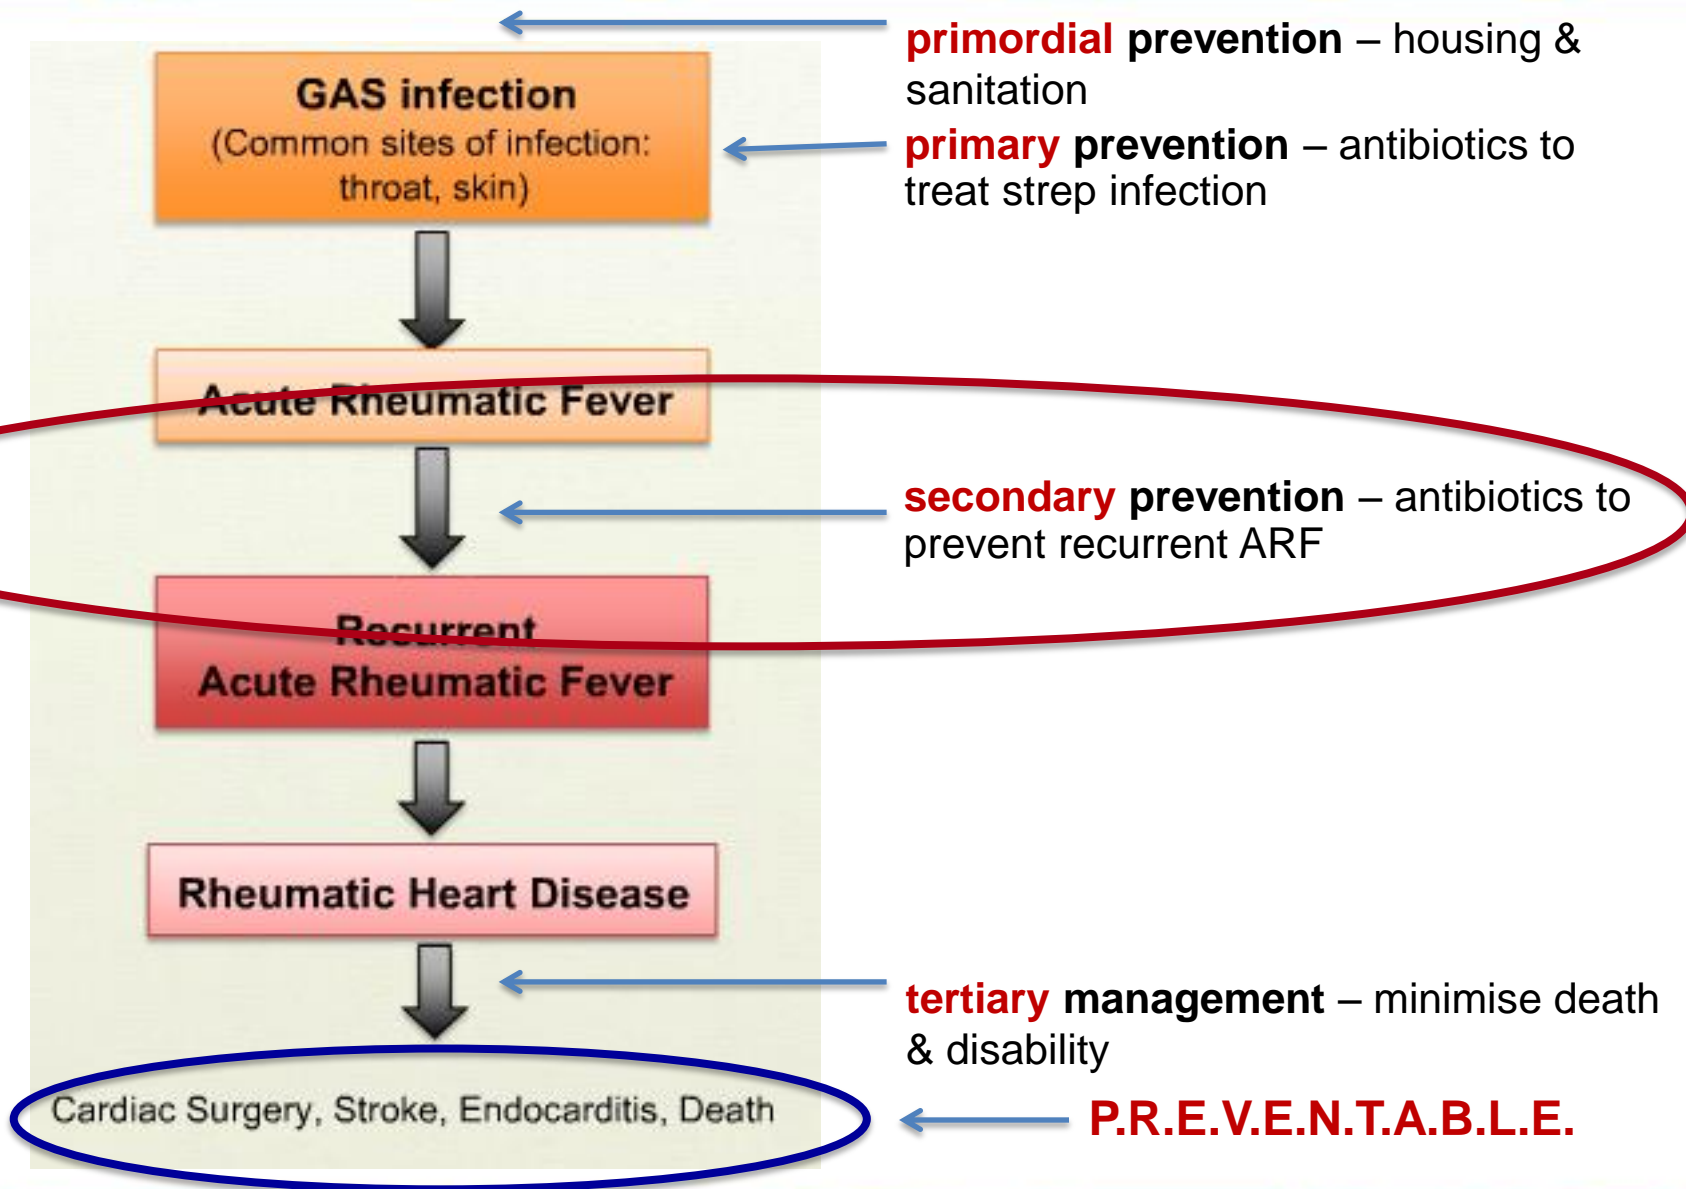 primordial prevention – housing &
sanitation
GAS infection
(Common sites of infection:
throat, skin)
primary prevention – antibiotics to
treat strep infection
Acute Rheumatic Fever
secondary prevention – antibiotics to
prevent recurrent ARF
Recurrent
Acute Rheumatic Fever
Rheumatic Heart Disease
tertiary management – minimise death
& disability
Cardiac Surgery, Stroke, Endocarditis, Death
P.R.E.V.E.N.T.A.B.L.E.